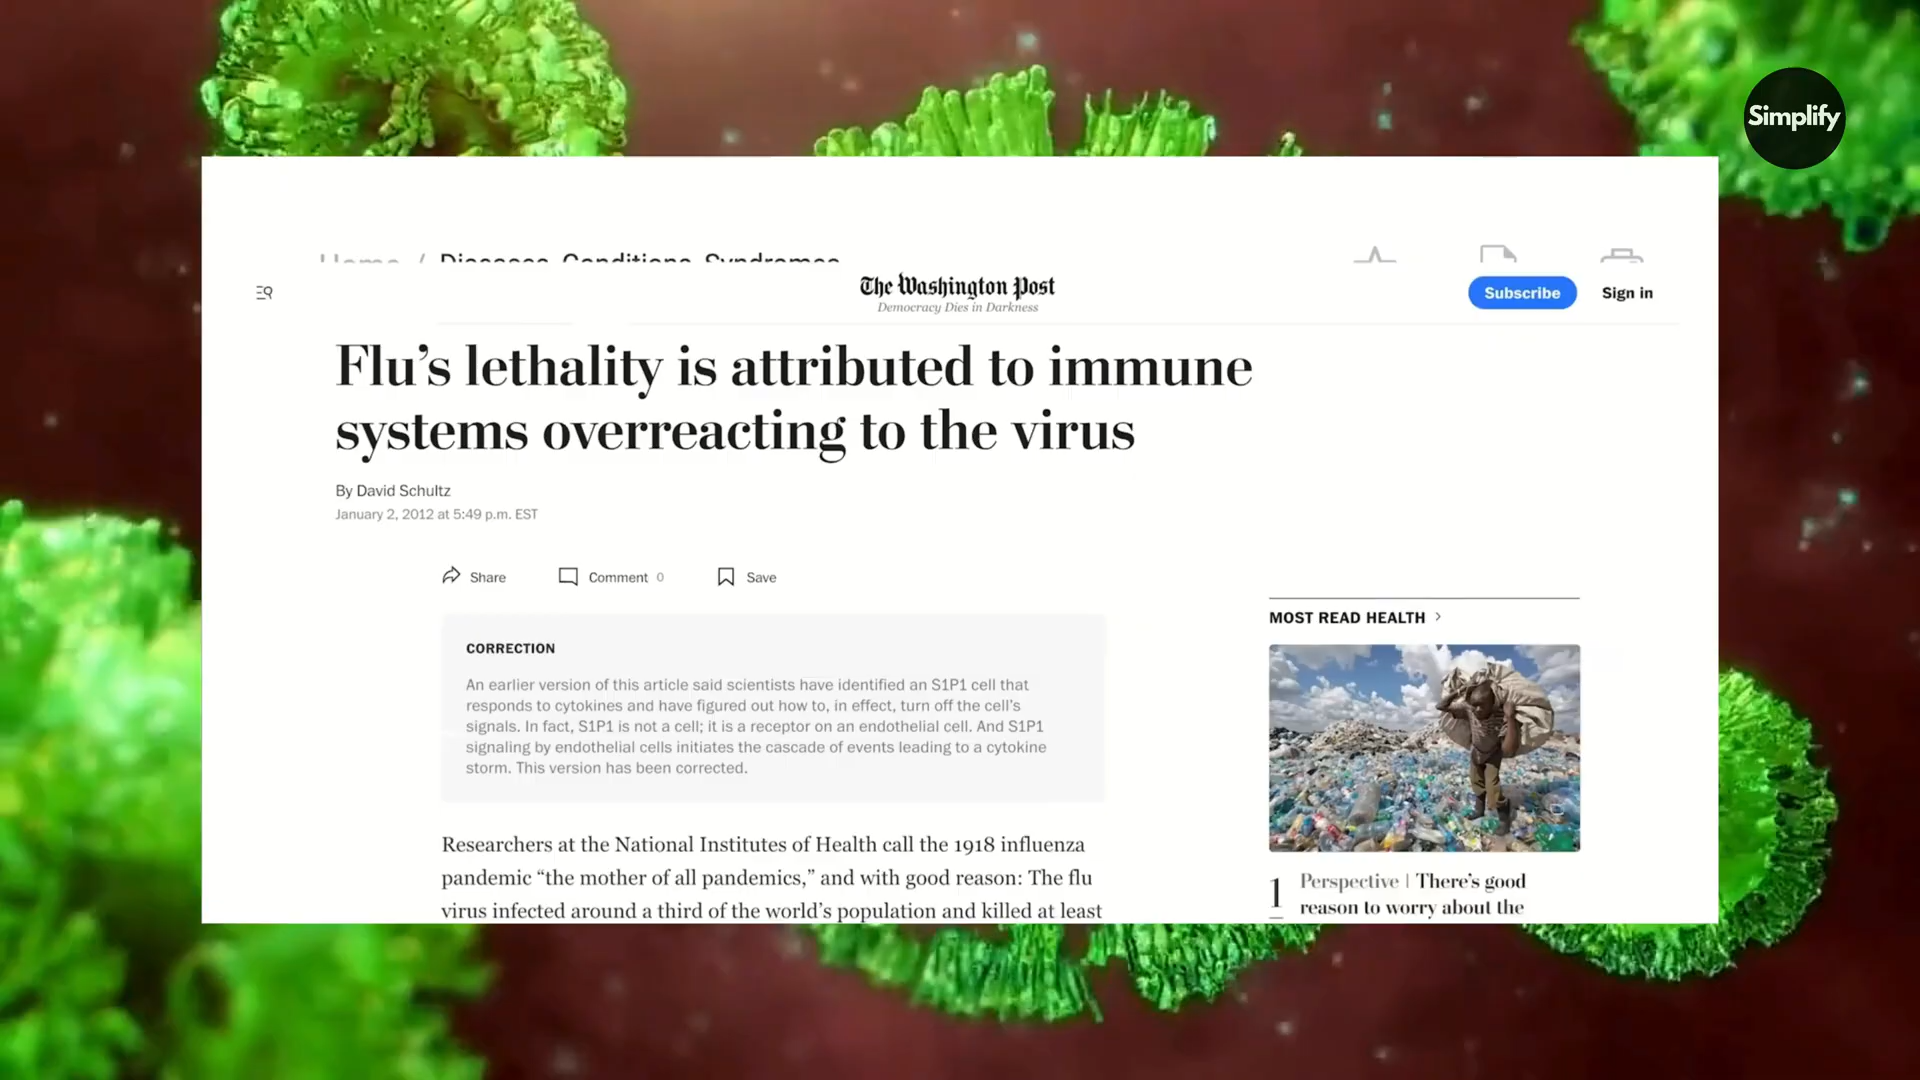 Simplify
Home / Diseases, Conditions, Syndromes
The Washington Post
Democracy Dies in Darkness
Subscribe
Sign in
Flu’s lethality is attributed to immune
systems overreacting to the virus
By David Schultz
January 2, 2012 at 5:49 p.m. EST
Share
Comment 0
Save
CORRECTION
An earlier version of this article said scientists have identified an S1P1 cell that
responds to cytokines and have figured out how to, in effect, turn off the cell’s
signals. In fact, S1P1 is not a cell; it is a receptor on an endothelial cell. And S1P1
signaling by endothelial cells initiates the cascade of events leading to a cytokine
storm. This version has been corrected.
Researchers at the National Institutes of Health call the 1918 influenza
pandemic “the mother of all pandemics,” and with good reason: The flu
virus infected around a third of the world’s population and killed at least
MOST READ HEALTH >
1 Perspective | There’s good
reason to worry about the